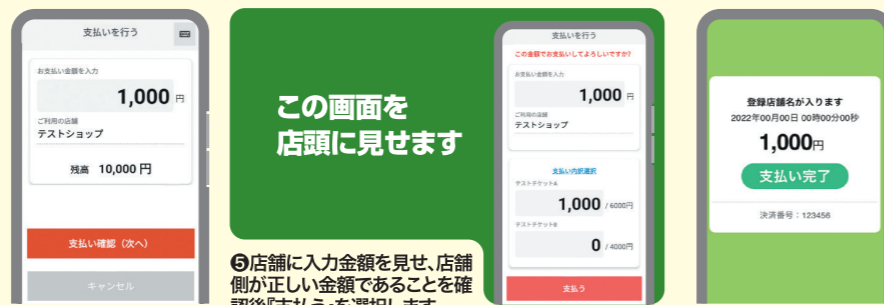 支払いを行う
お支払い金額を入力
1,000 円
ご利用の店舗
テストショップ
残高 10,000 円
支払い確認（次へ）
キャンセル
この画面を
店頭に見せます
❺店舗に入力金額を見せ、店舗
側が正しい金額であることを確
認後『支払う』を選択します
支払いを行う
この金額でお支払いしてよろしいですか?
お支払い金額を入力
1,000 円
ご利用の店舗
テストショップ
支払い内訳選択
テストチケットA
1,000 / 6000円
テストチケットB
0 / 4000円
支払う
登録店舗名が入ります
2022年00月00日 00時00分00秒
1,000円
支払い完了
決済番号：123456